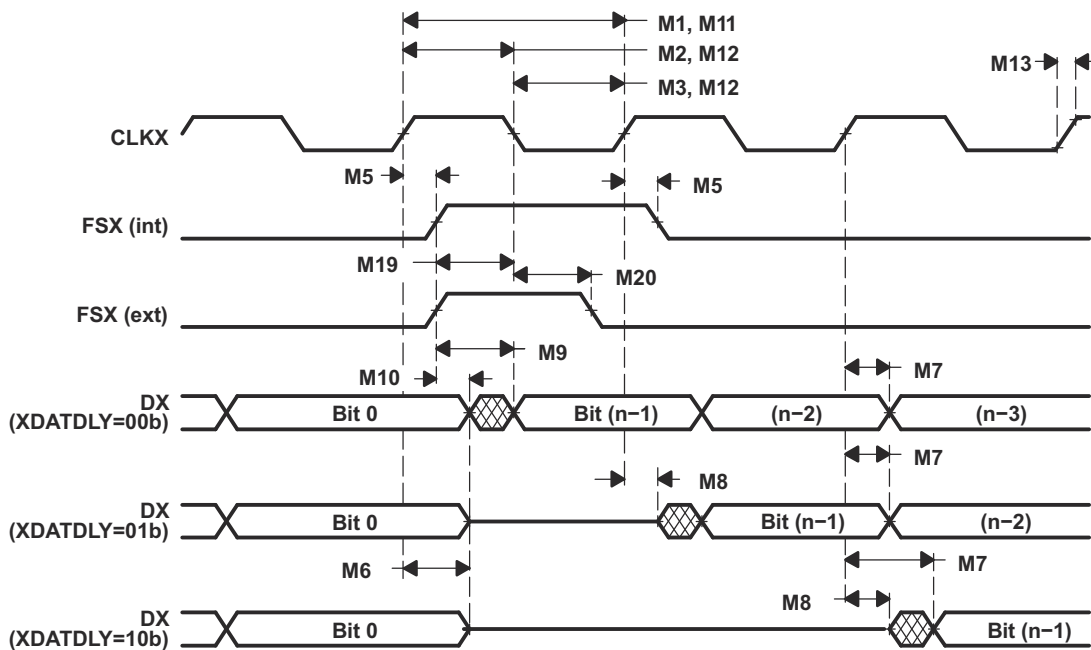 M1, M11
M2, M12
M13
M3, M12
CLKX
M5
M5
FSX (int)
M19
M20
FSX (ext)
M9
M10
M7
DX
(XDATDLY=00b)
Bit 0
Bit (n−1)
(n−2)
(n−3)
M7
M8
DX
(XDATDLY=01b)
Bit 0
Bit (n−1)
(n−2)
M6
M7
M8
DX
(XDATDLY=10b)
Bit 0
Bit (n−1)